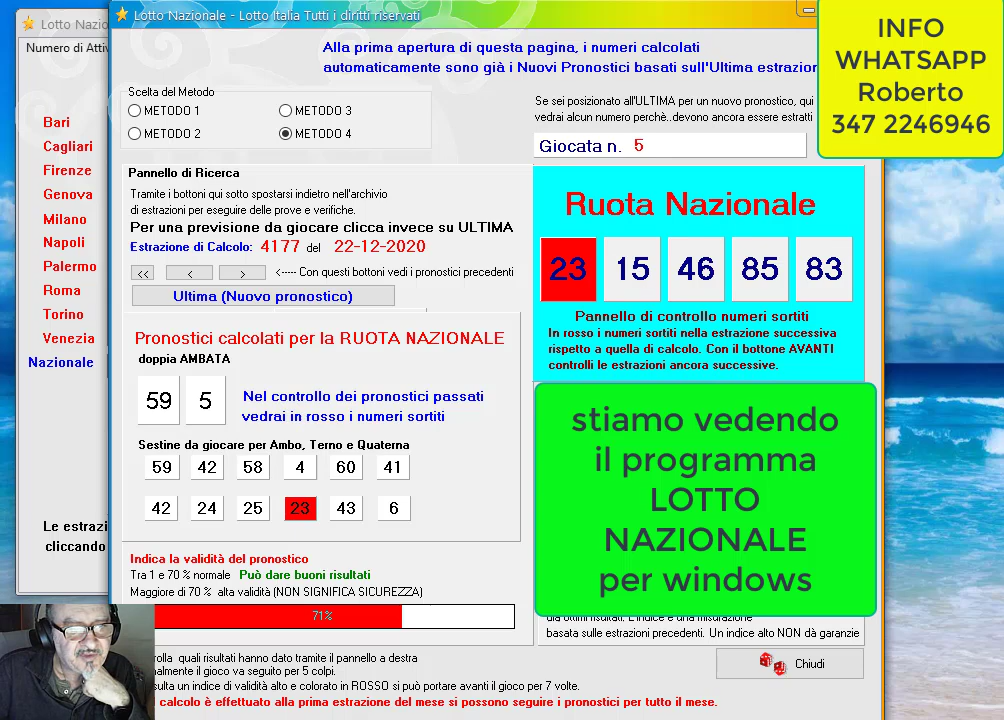 Lotto Nazionale - Lotto Italia Tutti i diritti riservati
Lotto Nazio
Numero di Attiv
Bari
Cagliari
Firenze
Genova
Milano
Napoli
Palermo
Roma
Torino
Venezia
Nazionale
Le estrazi
cliccando
Alla prima apertura di questa pagina, i numeri calcolati
automaticamente sono già i Nuovi Pronostici basati sull'Ultima estrazion
Scelta del Metodo
METODO 1
METODO 3
METODO 2
METODO 4
Se sei posizionato all'ULTIMA per un nuovo pronostico, qui
vedrai alcun numero perchè..devono ancora essere estratti
Giocata n. 5
INFO
WHATSAPP
Roberto
347 2246946
Pannello di Ricerca
Tramite i bottoni qui sotto spostarsi indietro nell'archivio
di estrazioni per eseguire delle prove e verifiche.
Per una previsione da giocare clicca invece su ULTIMA
Estrazione di Calcolo: 4177 del 22-12-2020
<< < > <----- Con questi bottoni vedi i pronostici precedenti
Ultima (Nuovo pronostico)
Ruota Nazionale
23 15 46 85 83
Pannello di controllo numeri sortiti
In rosso i numeri sortiti nella estrazione successiva
rispetto a quella di calcolo. Con il bottone AVANTI
controlli le estrazioni ancora successive.
Pronostici calcolati per la RUOTA NAZIONALE
doppia AMBATA
59 5
Nel controllo dei pronostici passati
vedrai in rosso i numeri sortiti
Sestine da giocare per Ambo, Terno e Quaterna
59 42 58 4 60 41
42 24 25 23 43 6
stiamo vedendo
il programma
LOTTO
NAZIONALE
per windows
Indica la validità del pronostico
Tra 1 e 70 % normale Può dare buoni risultati
Maggiore di 70 % alta validità (NON SIGNIFICA SICUREZZA)
71%
basata sulle estrazioni precedenti. Un indice alto NON dà garanzie
Chiudi
rolla quali risultati hanno dato tramite il pannello a destra
nalmente il gioco va seguito per 5 colpi.
sulta un indice di validità alto e colorato in ROSSO si può portare avanti il gioco per 7 volte.
calcolo è effettuato alla prima estrazione del mese si possono seguire i pronostici per tutto il mese.